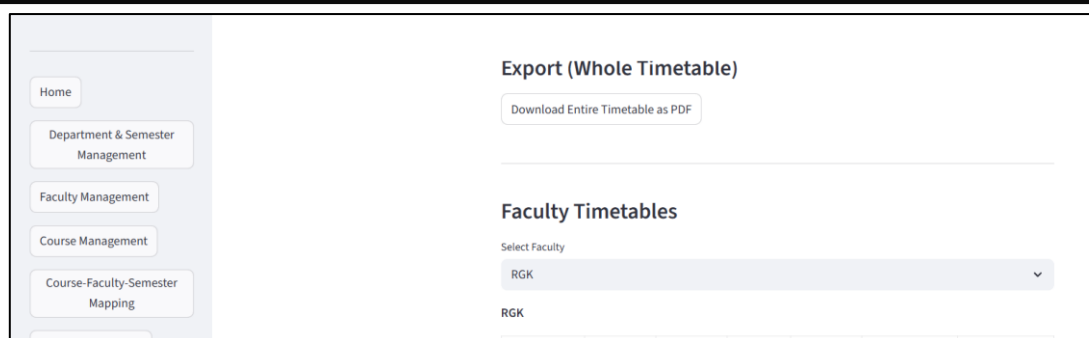 Home
Department & Semester
Management
Faculty Management
Course Management
Course-Faculty-Semester
Mapping
Export (Whole Timetable)
Download Entire Timetable as PDF
Faculty Timetables
Select Faculty
RGK
RGK